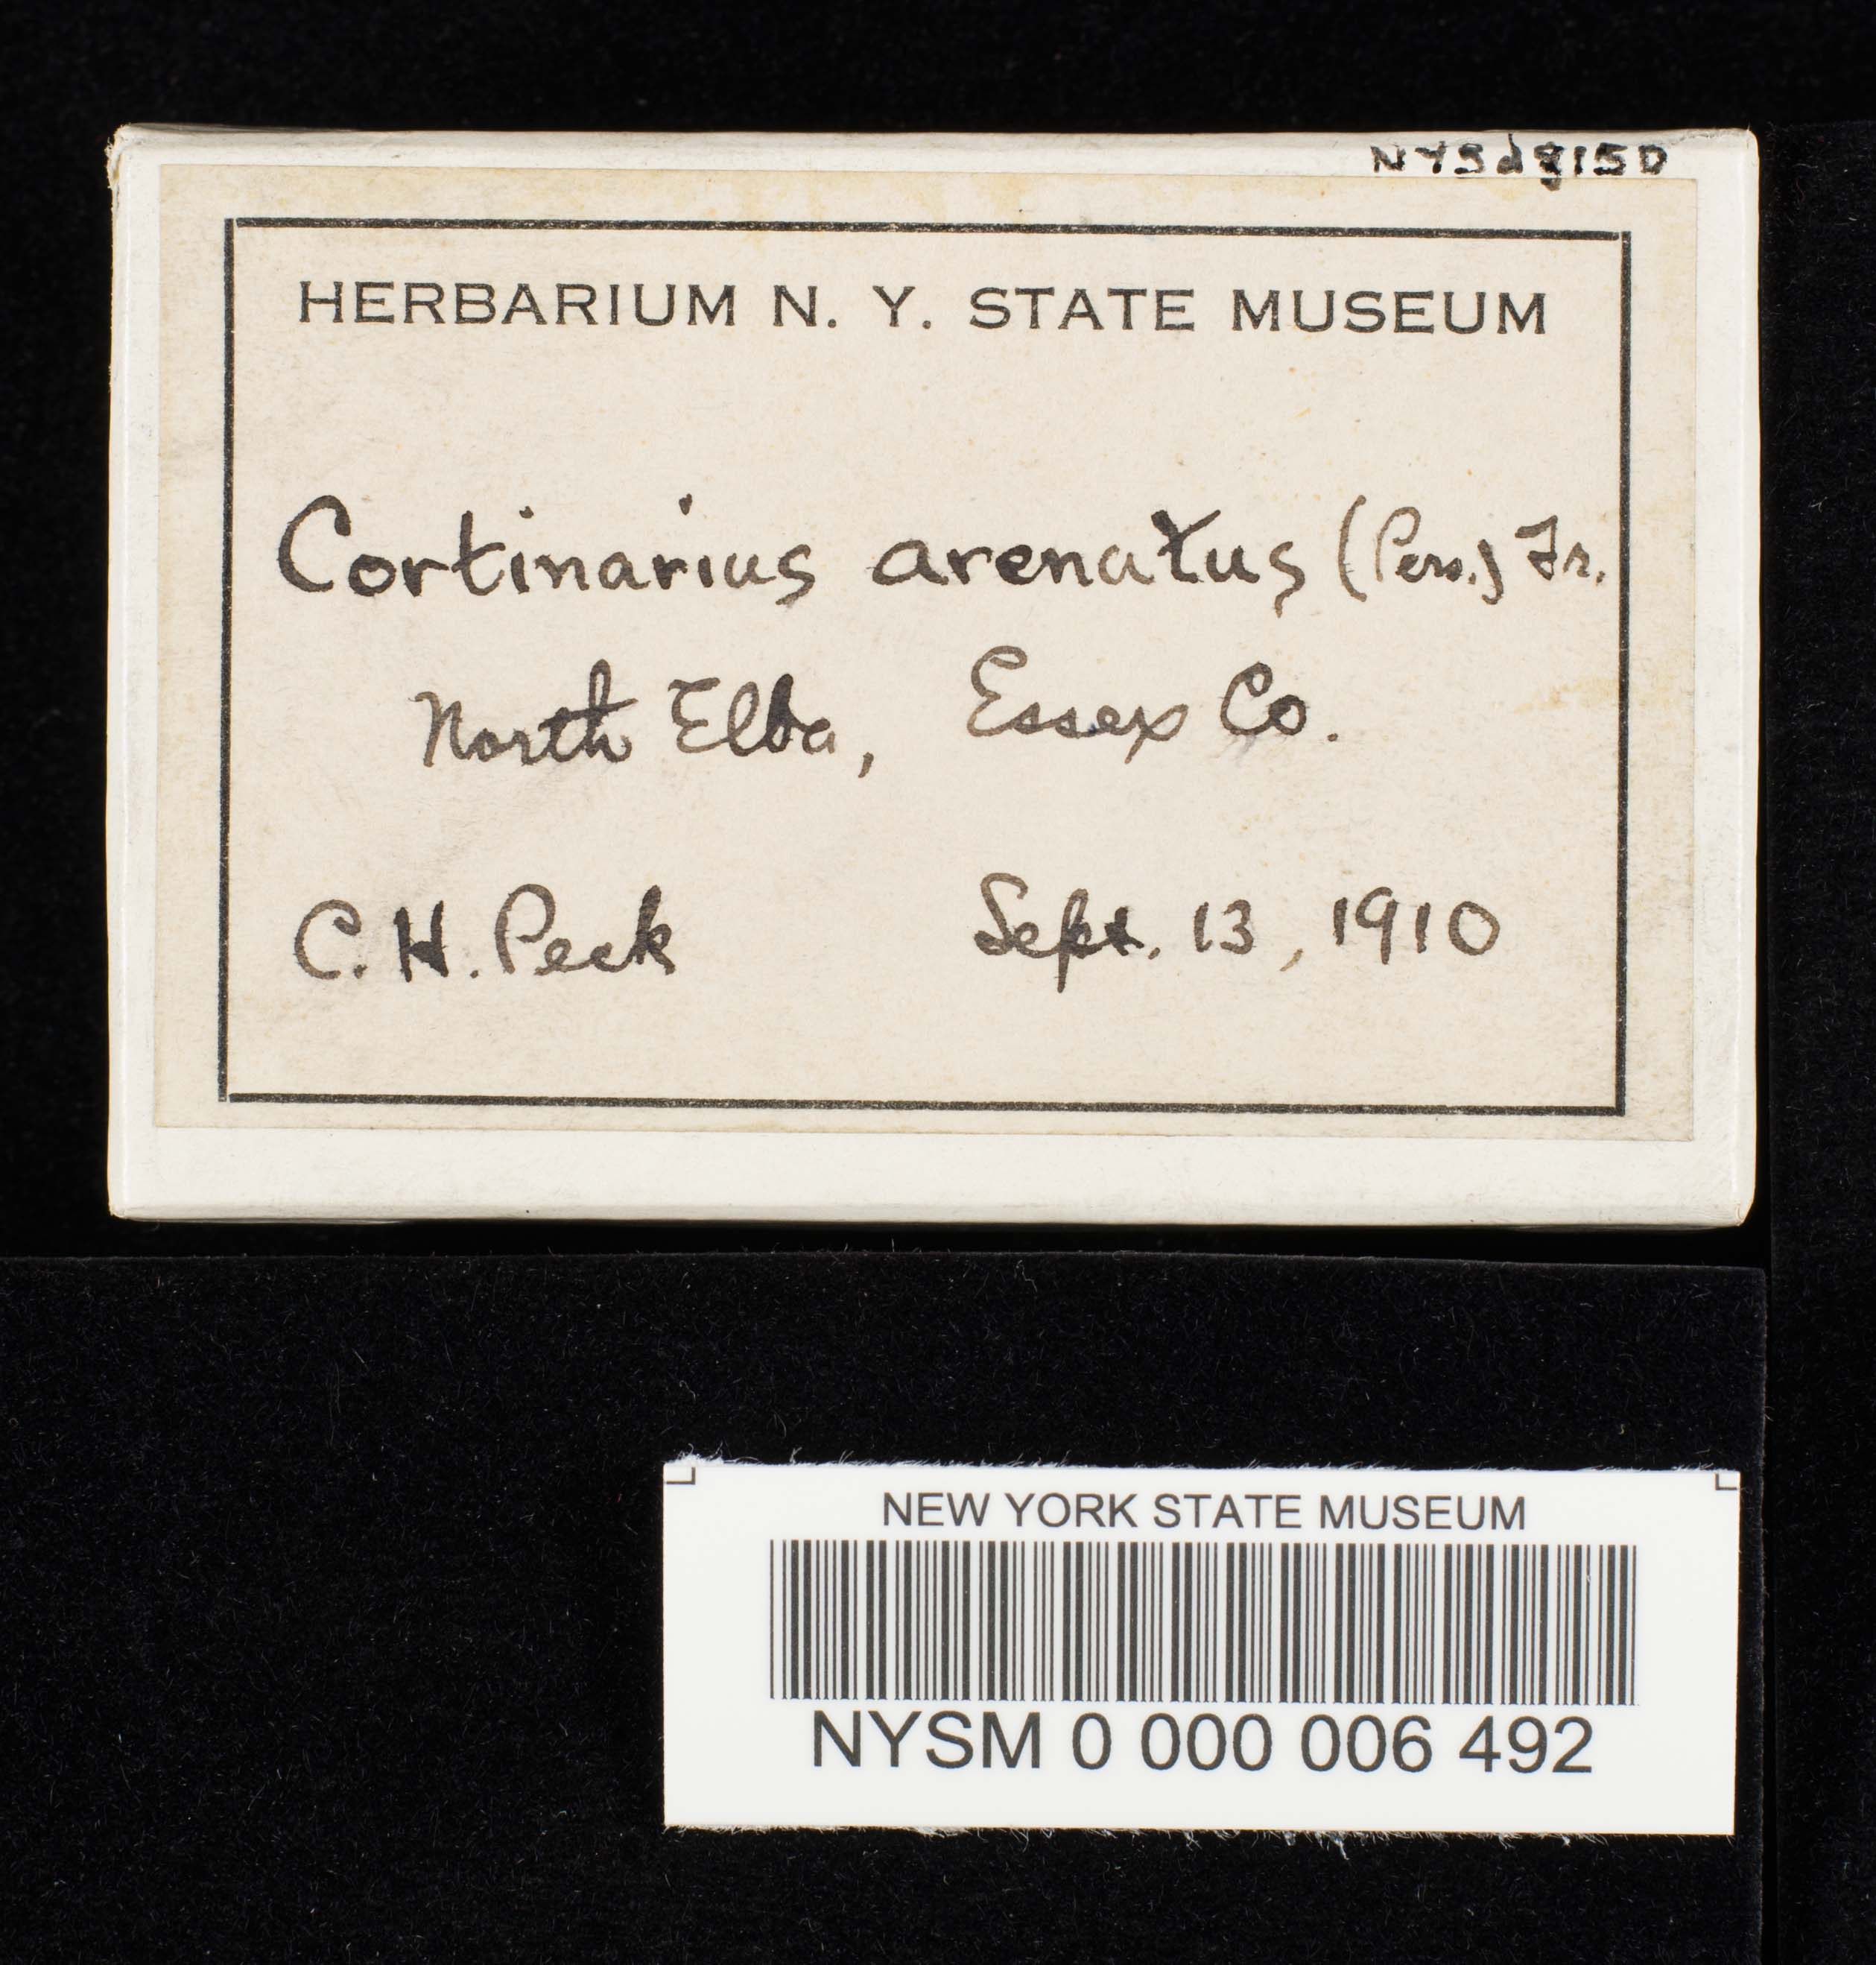 HERBARIUM N. Y. STATE MUSEUM
Cortinarius arenatus (Pers.) Fr.
North Elba, Essex Co.
C. H. Peck Sept. 13, 1910
NEW YORK STATE MUSEUM
NYSM 0 000 006 492